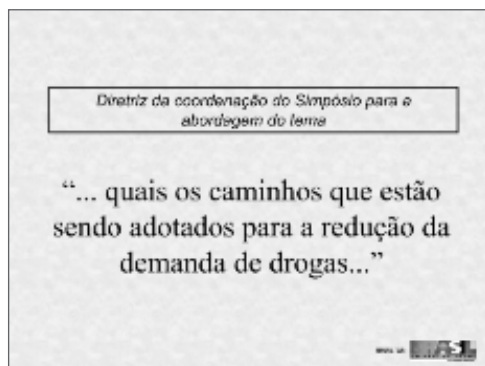 Diretriz da coordenação do Simpósio para a
abordagem do tema
“... quais os caminhos que estão
sendo adotados para a redução da
demanda de drogas...”